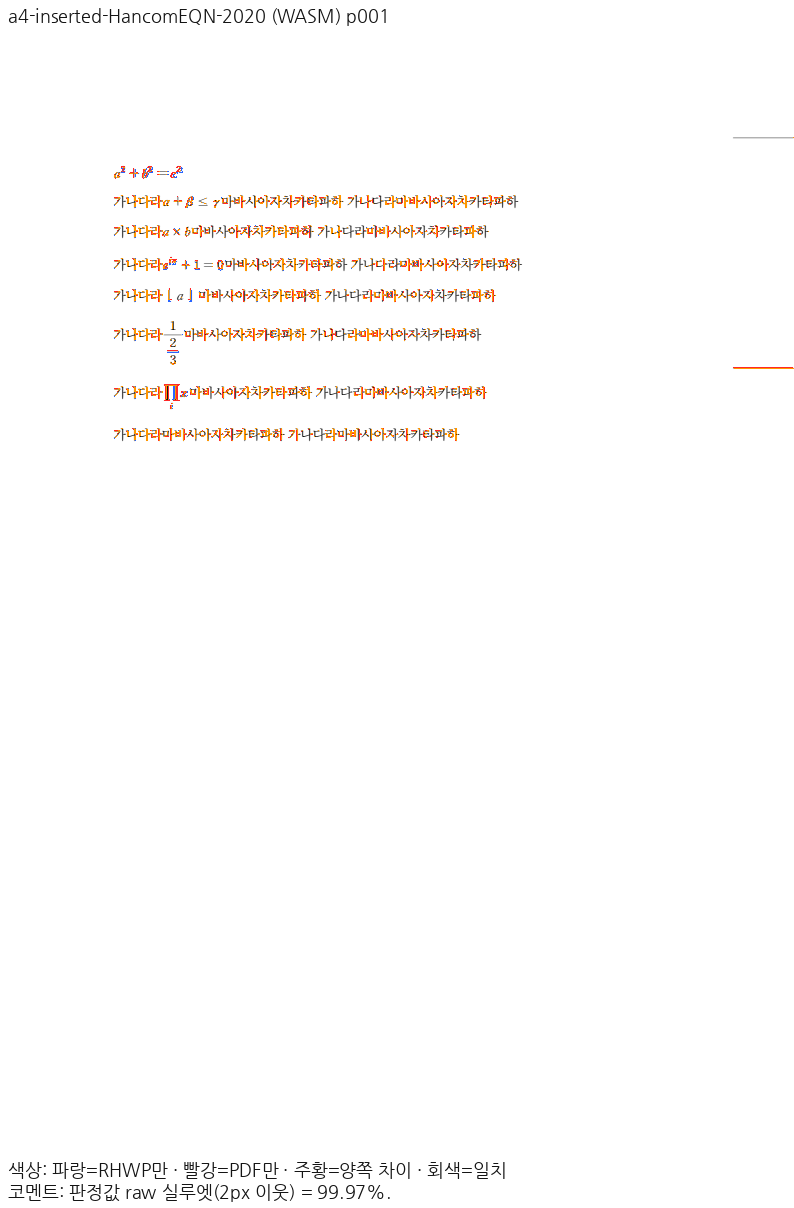 a4-inserted-HancomEQN-2020 (WASM) p001
a² + b² = c²
가나다라α + β ≤ γ마바사아자차카타파하 가나다라마바사아자차카타파하
가나다라a × b마바사아자차카타파하 가나다라마바사아자차카타파하
가나다라e^{iπ} + 1 = 0마바사아자차카타파하 가나다라마바사아자차카타파하
가나다라 ⌊ a ⌋ 마바사아자차카타파하 가나다라마바사아자차카타파하
가나다라 1/(2/3) 마바사아자차카타파하 가나다라마바사아자차카타파하
가나다라∏_i x마바사아자차카타파하 가나다라마바사아자차카타파하
가나다라마바사아자차카타파하 가나다라마바사아자차카타파하
색상: 파랑=RHWP만 · 빨강=PDF만 · 주황=양쪽 차이 · 회색=일치
코멘트: 판정값 raw 실루엣(2px 이웃) = 99.97%.